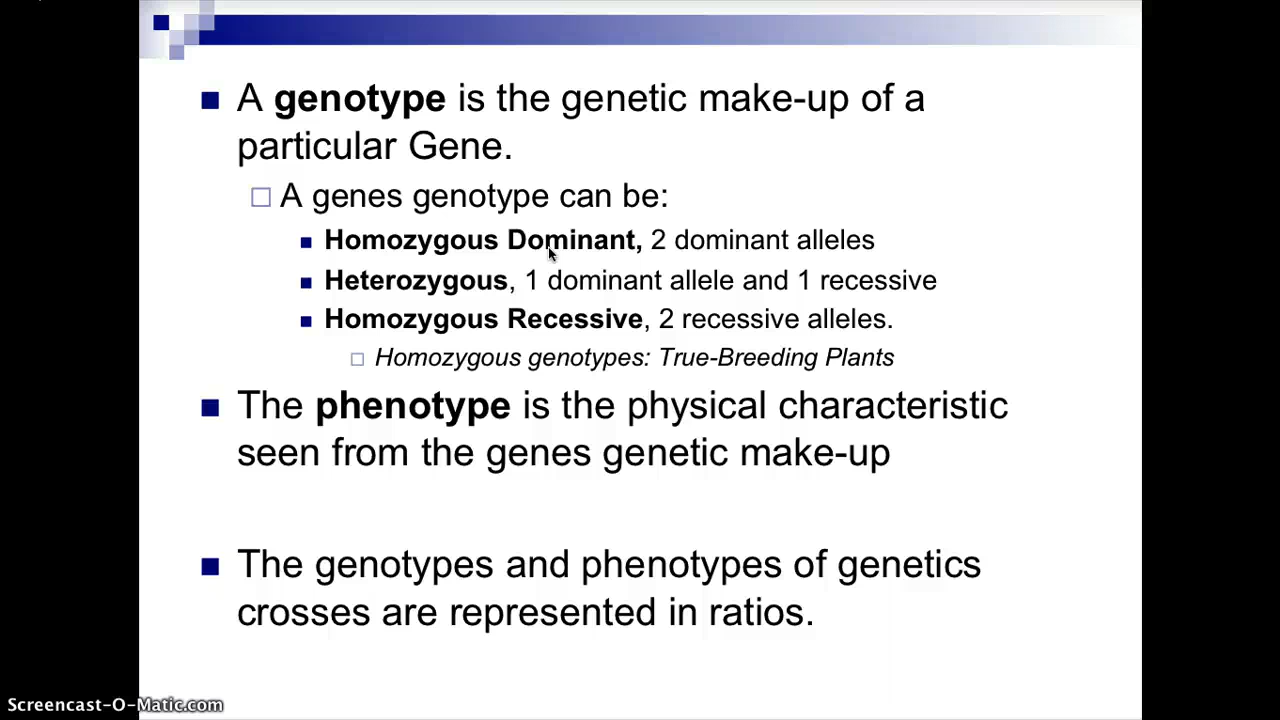 A genotype is the genetic make-up of a
particular Gene.
A genes genotype can be:
Homozygous Dominant, 2 dominant alleles
Heterozygous, 1 dominant allele and 1 recessive
Homozygous Recessive, 2 recessive alleles.
Homozygous genotypes: True-Breeding Plants
The phenotype is the physical characteristic
seen from the genes genetic make-up
The genotypes and phenotypes of genetics
crosses are represented in ratios.
Screencast-O-Matic.com